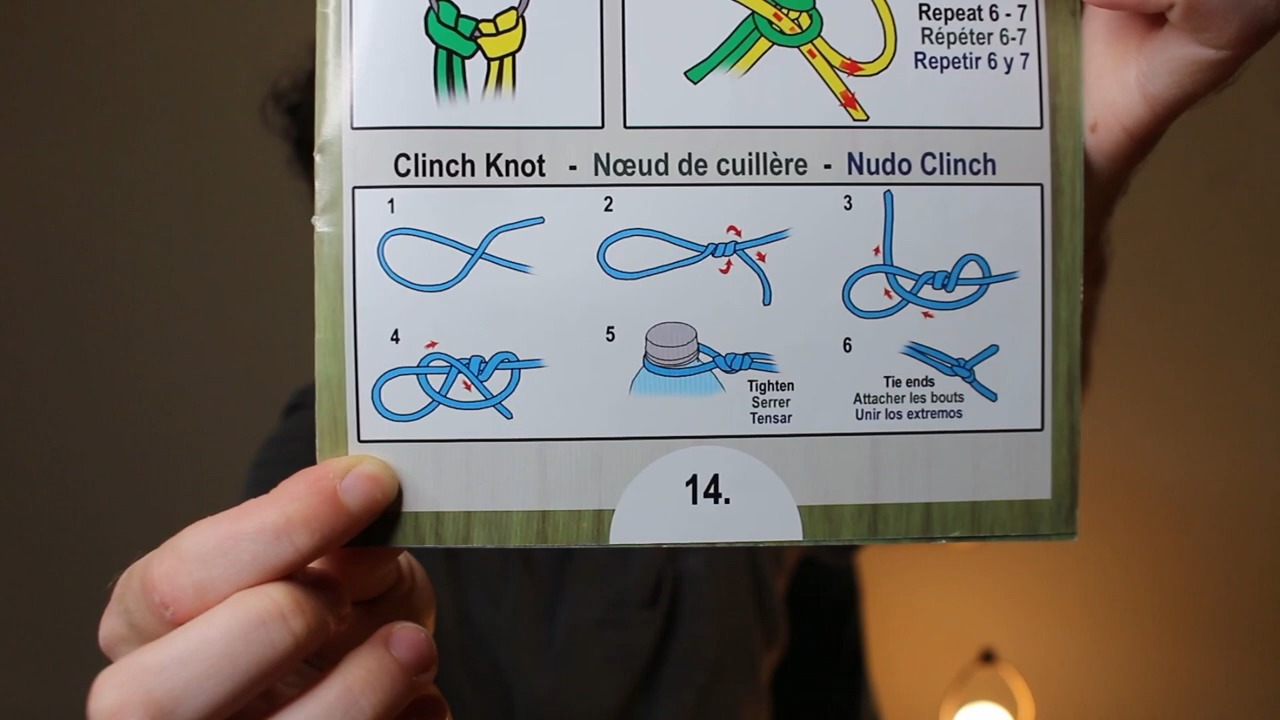 Repeat 6 - 7
Répéter 6-7
Repetir 6 y 7
Clinch Knot - Nœud de cuillère - Nudo Clinch
1
2
3
4
5
Tighten
Serrer
Tensar
6
Tie ends
Attacher les bouts
Unir los extremos
14.